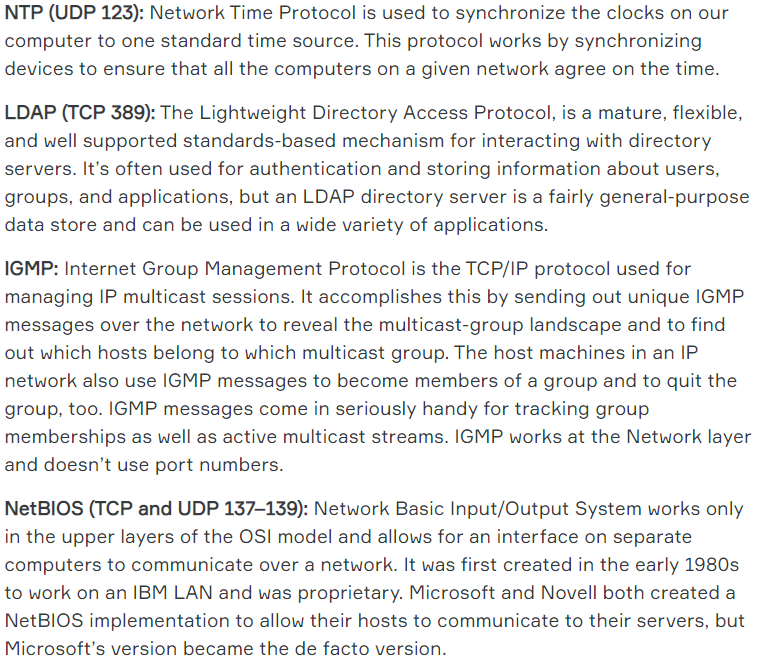 NTP (UDP 123): Network Time Protocol is used to synchronize the clocks on our
computer to one standard time source. This protocol works by synchronizing
devices to ensure that all the computers on a given network agree on the time.
LDAP (TCP 389): The Lightweight Directory Access Protocol, is a mature, flexible,
and well supported standards-based mechanism for interacting with directory
servers. It’s often used for authentication and storing information about users,
groups, and applications, but an LDAP directory server is a fairly general-purpose
data store and can be used in a wide variety of applications.
IGMP: Internet Group Management Protocol is the TCP/IP protocol used for
managing IP multicast sessions. It accomplishes this by sending out unique IGMP
messages over the network to reveal the multicast-group landscape and to find
out which hosts belong to which multicast group. The host machines in an IP
network also use IGMP messages to become members of a group and to quit the
group, too. IGMP messages come in seriously handy for tracking group
memberships as well as active multicast streams. IGMP works at the Network layer
and doesn’t use port numbers.
NetBIOS (TCP and UDP 137–139): Network Basic Input/Output System works only
in the upper layers of the OSI model and allows for an interface on separate
computers to communicate over a network. It was first created in the early 1980s
to work on an IBM LAN and was proprietary. Microsoft and Novell both created a
NetBIOS implementation to allow their hosts to communicate to their servers, but
Microsoft’s version became the de facto version.